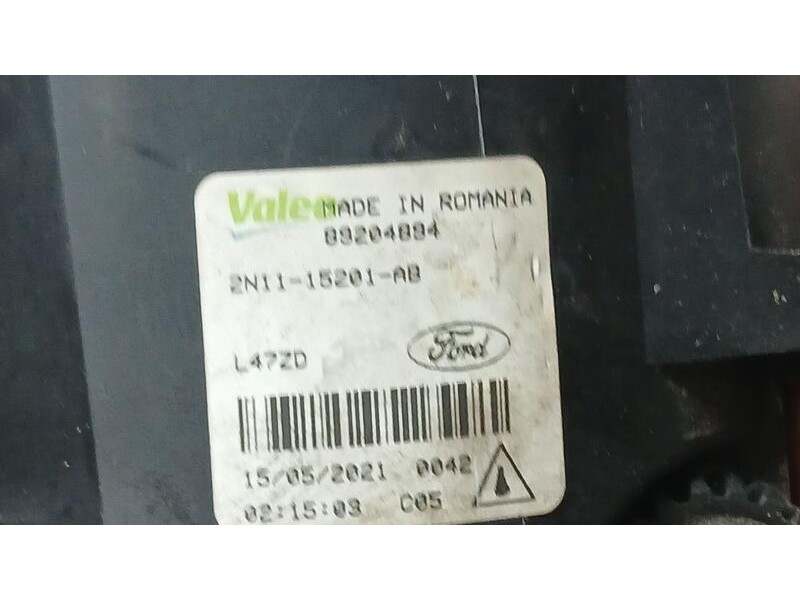 Valeo MADE IN ROMANIA
89204884
2N11-15201-AB
L47ZD
Ford
15/05/2021 0042
02:15:03 C05